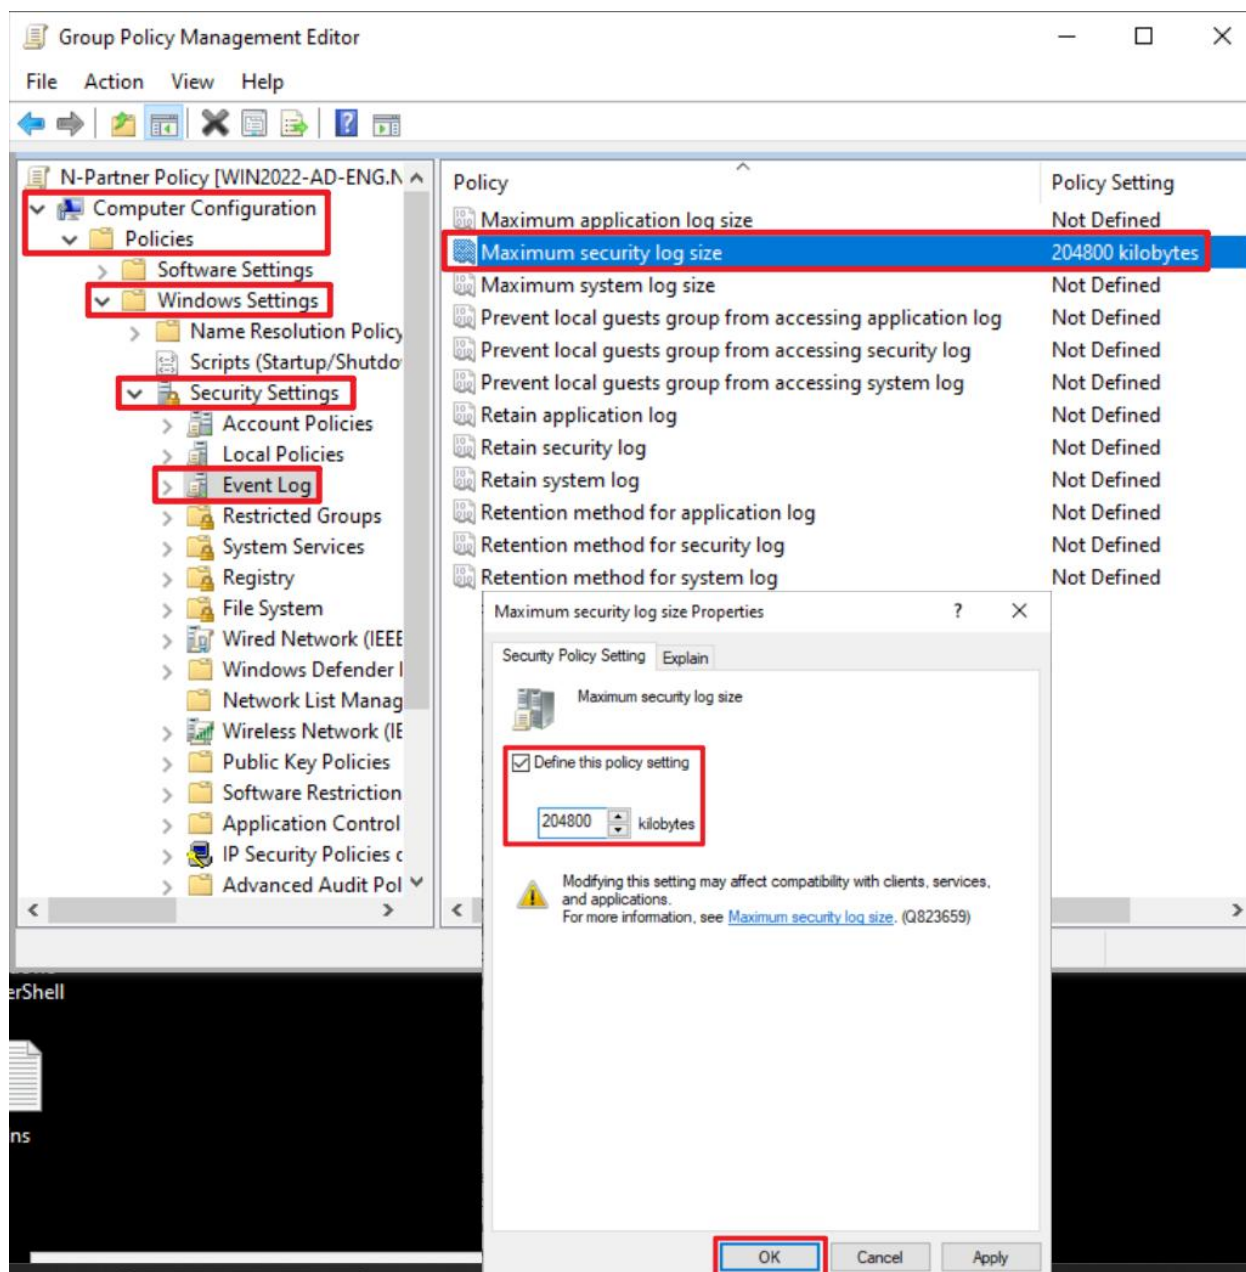 Group Policy Management Editor
File Action View Help
N-Partner Policy [WIN2022-AD-ENG.N
Computer Configuration
Policies
Software Settings
Windows Settings
Name Resolution Policy
Scripts (Startup/Shutdo
Security Settings
Account Policies
Local Policies
Event Log
Restricted Groups
System Services
Registry
File System
Wired Network (IEEE
Windows Defender
Network List Manag
Wireless Network (IE
Public Key Policies
Software Restriction
Application Control
IP Security Policies
Advanced Audit Pol
Policy Policy Setting
Maximum application log size Not Defined
Maximum security log size 204800 kilobytes
Maximum system log size Not Defined
Prevent local guests group from accessing application log Not Defined
Prevent local guests group from accessing security log Not Defined
Prevent local guests group from accessing system log Not Defined
Retain application log Not Defined
Retain security log Not Defined
Retain system log Not Defined
Retention method for application log Not Defined
Retention method for security log Not Defined
Retention method for system log Not Defined
Maximum security log size Properties
Security Policy Setting Explain
Maximum security log size
Define this policy setting
204800 kilobytes
Modifying this setting may affect compatibility with clients, services,
and applications.
For more information, see Maximum security log size. (Q823659)
OK Cancel Apply
erShell
ns